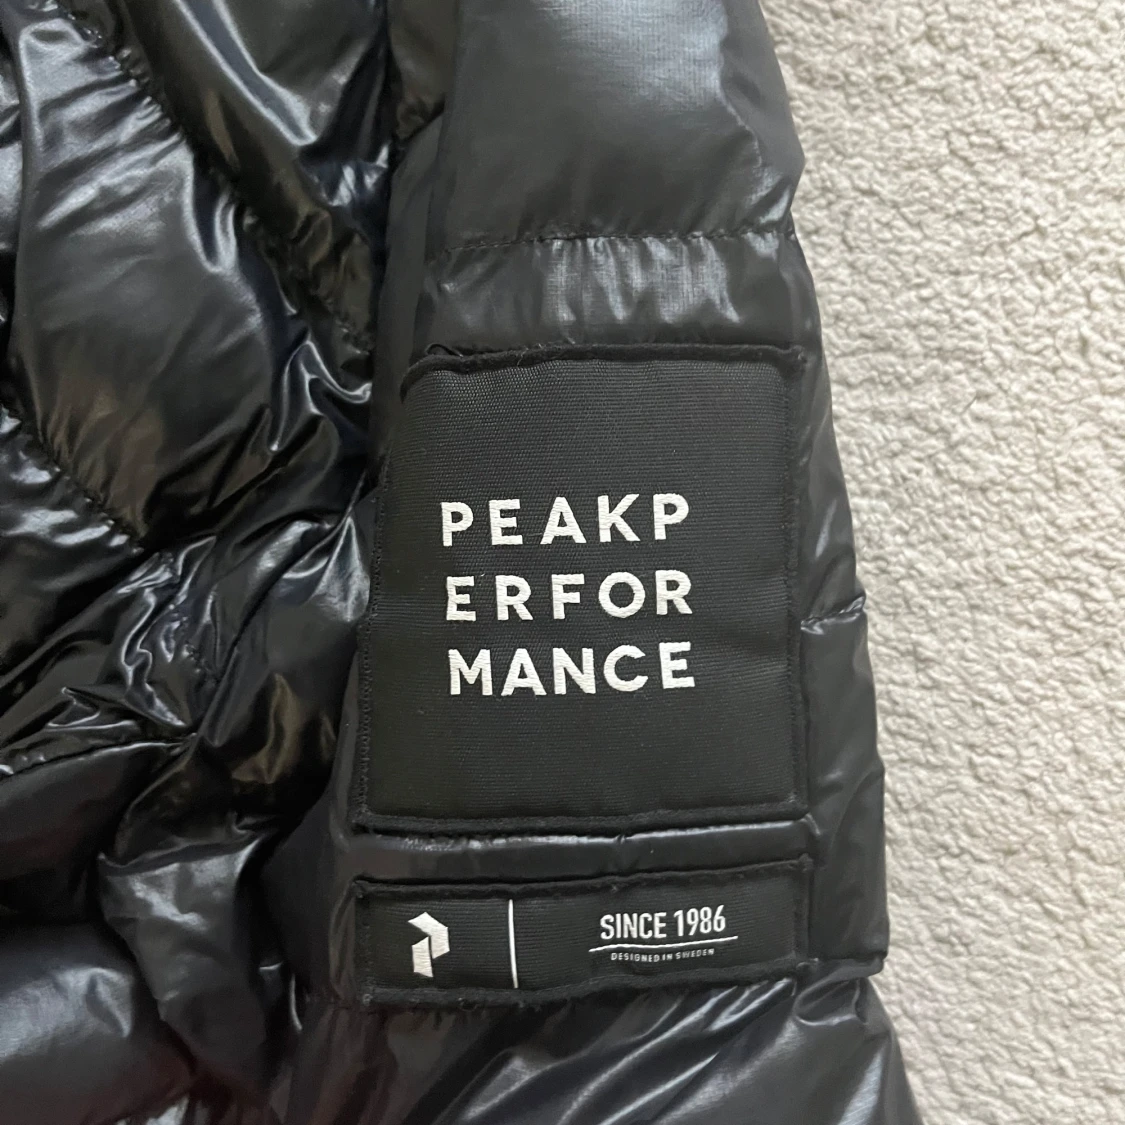 PEAKP
ERFOR
MANCE
SINCE 1986
DESIGNED IN SWEDEN